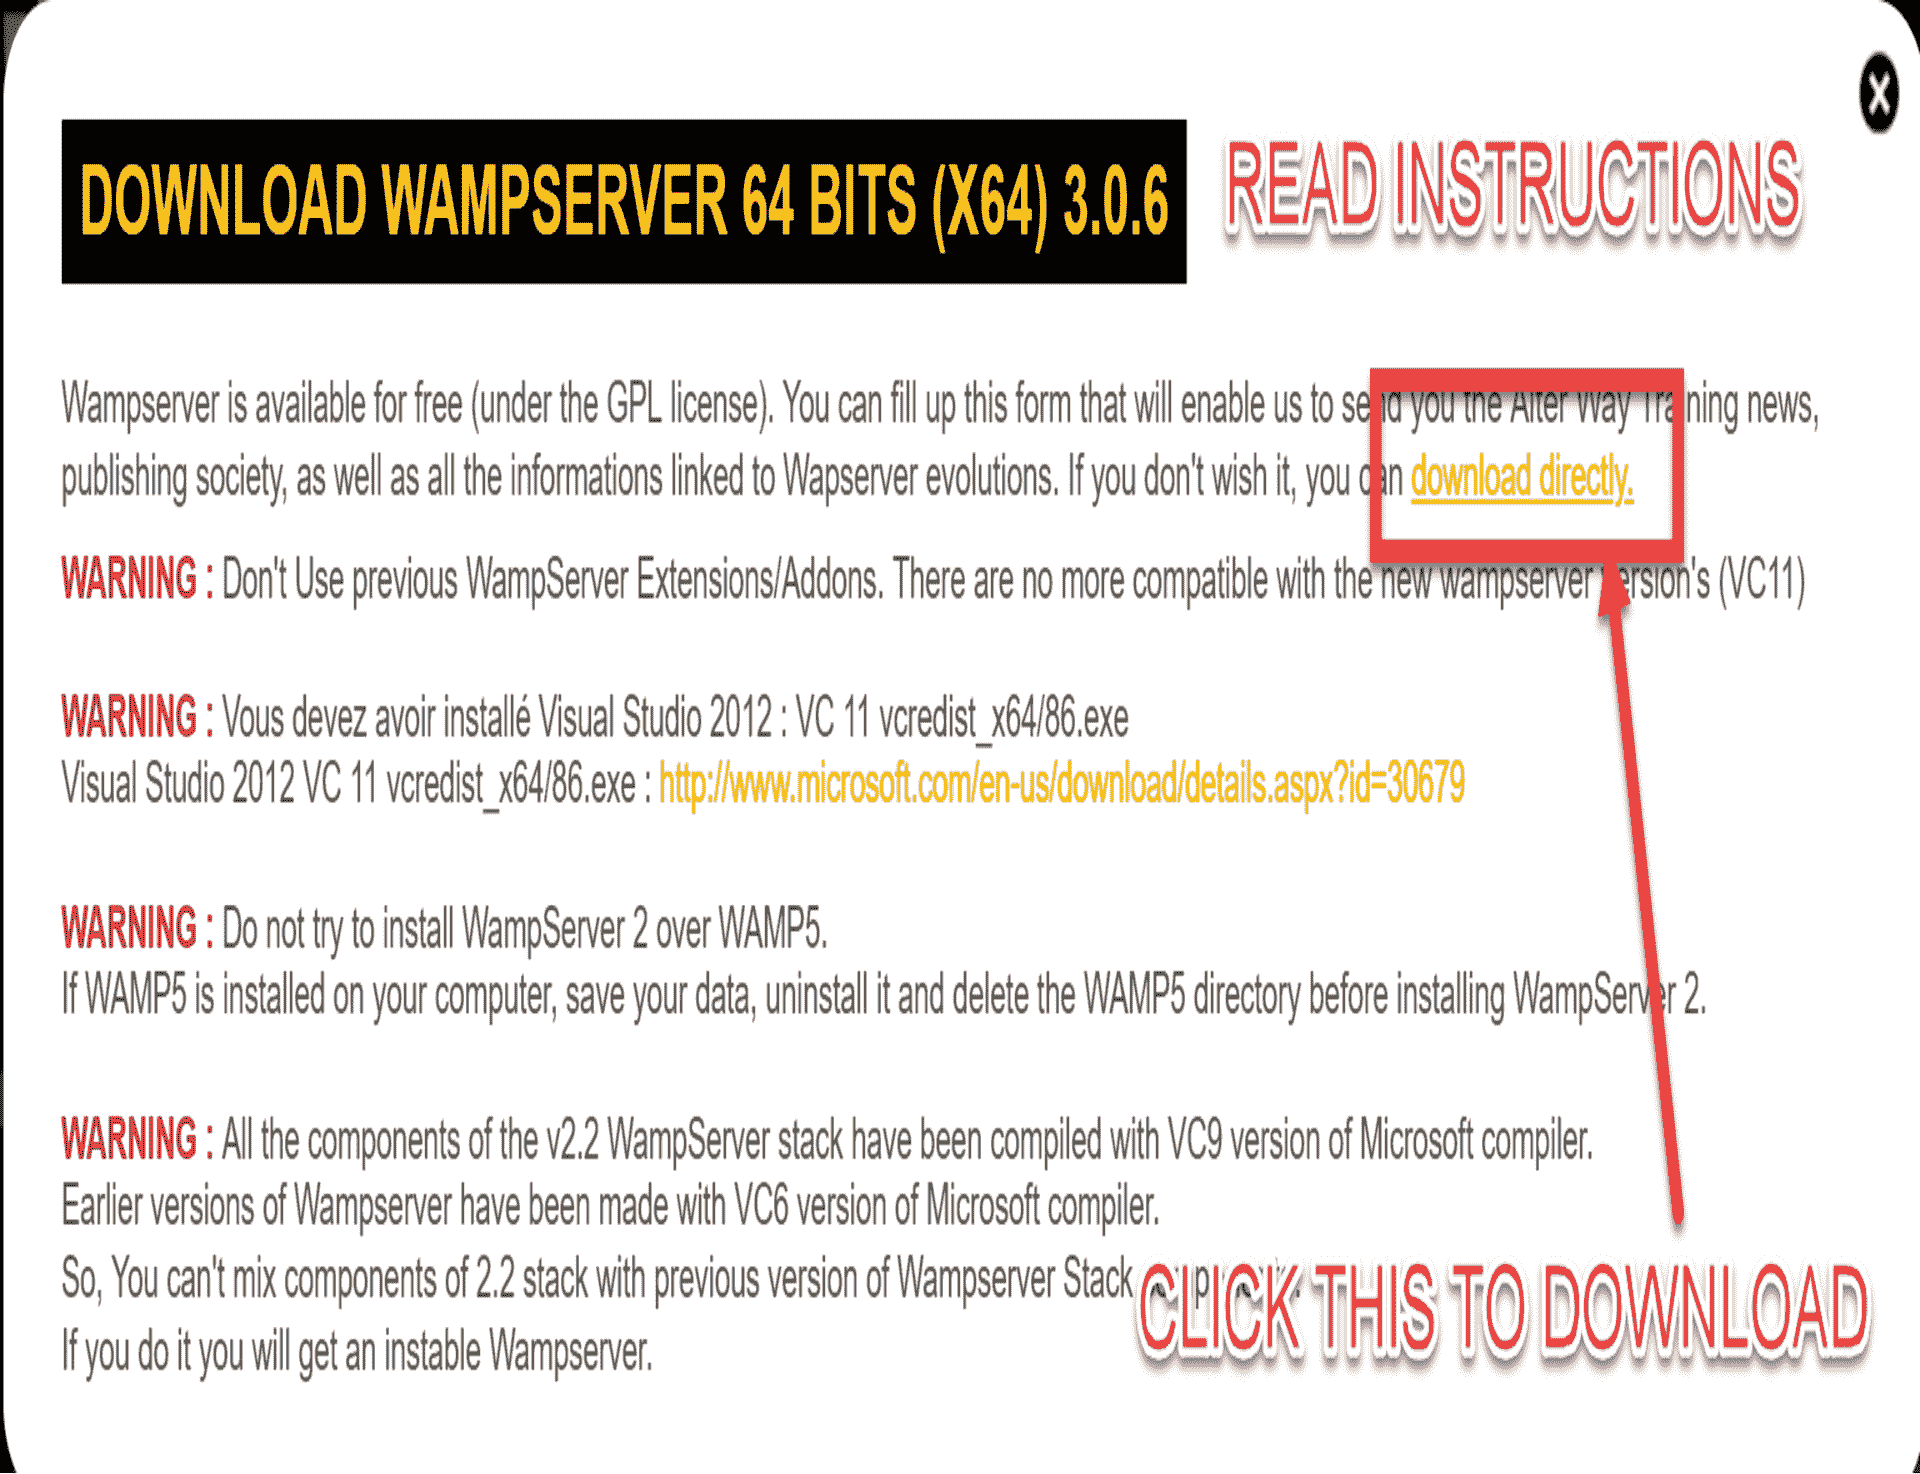 DOWNLOAD WAMPSERVER 64 BITS (X64) 3.0.6
READ INSTRUCTIONS
Wampserver is available for free (under the GPL license). You can fill up this form that will enable us to send you the Alter Way Training news,
publishing society, as well as all the informations linked to Wapserver evolutions. If you don't wish it, you can download directly.
WARNING : Don't Use previous WampServer Extensions/Addons. There are no more compatible with the new wampserver version's (VC11)
WARNING : Vous devez avoir installé Visual Studio 2012 : VC 11 vcredist_x64/86.exe
Visual Studio 2012 VC 11 vcredist_x64/86.exe : http://www.microsoft.com/en-us/download/details.aspx?id=30679
WARNING : Do not try to install WampServer 2 over WAMP5.
If WAMP5 is installed on your computer, save your data, uninstall it and delete the WAMP5 directory before installing WampServer 2.
WARNING : All the components of the v2.2 WampServer stack have been compiled with VC9 version of Microsoft compiler.
Earlier versions of Wampserver have been made with VC6 version of Microsoft compiler.
So, You can't mix components of 2.2 stack with previous version of Wampserver Stack
If you do it you will get an instable Wampserver.
CLICK THIS TO DOWNLOAD